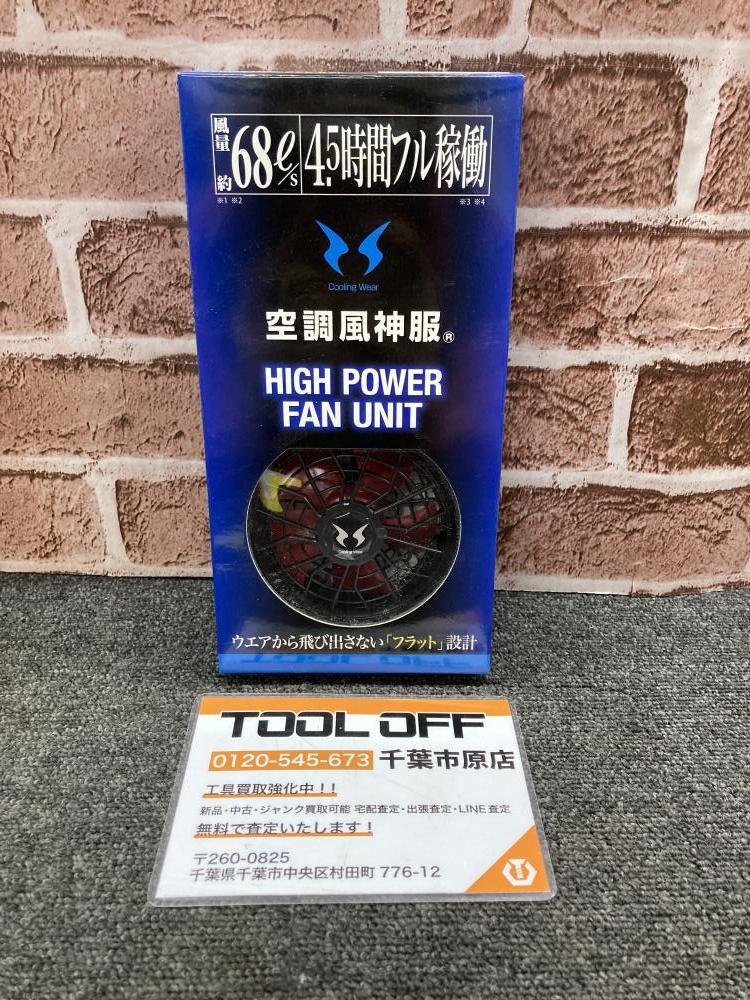 風量 約68ℓ/s 4.5時間フル稼働
※1 ※2 ※3 ※4
Cooling Wear
空調風神服®
HIGH POWER
FAN UNIT
Cooling Wear
ウエアから飛び出さない「フラット」設計
TOOL OFF
0120-545-673 千葉市原店
工具買取強化中！！
新品・中古・ジャンク買取可能 宅配査定・出張査定・LINE査定
無料で査定いたします！
〒260-0825
千葉県千葉市中央区村田町 776-12